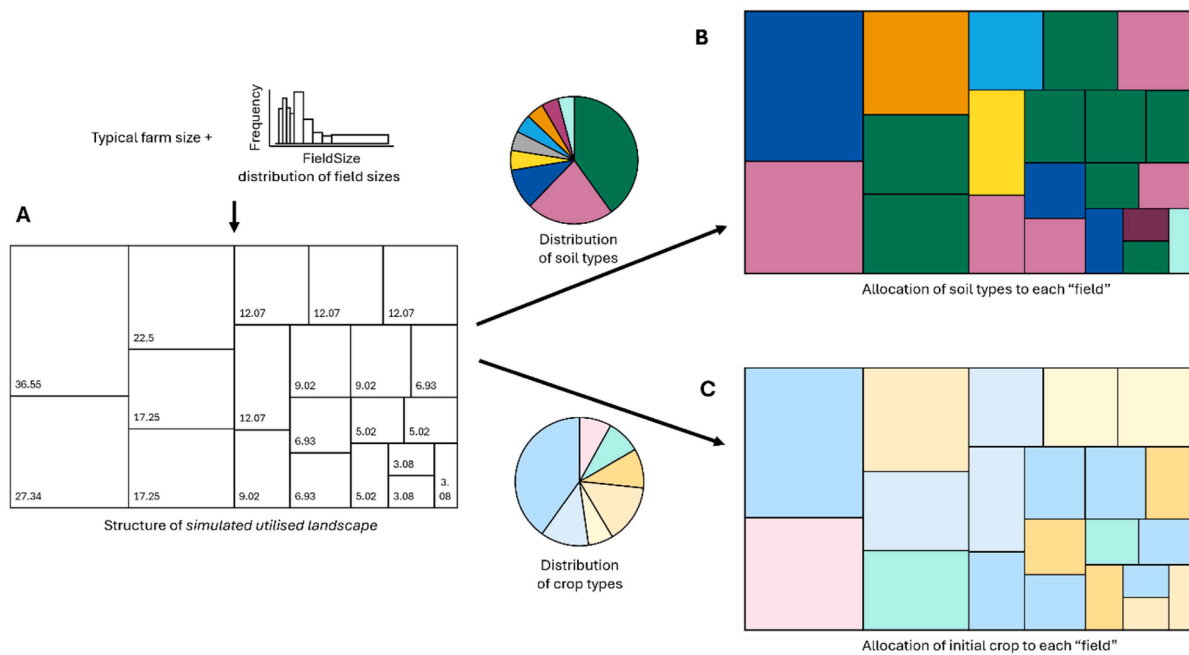 Typical farm size +
Frequency
FieldSize
distribution of field sizes
A
36.55
27.34
22.5
17.25
17.25
12.07
12.07
12.07
12.07
9.02
9.02
9.02
6.93
6.93
6.93
5.02
5.02
5.02
3.08
3.08
3.
08
Structure of simulated utilised landscape
Distribution
of soil types
Distribution
of crop types
B
Allocation of soil types to each “field”
C
Allocation of initial crop to each “field”